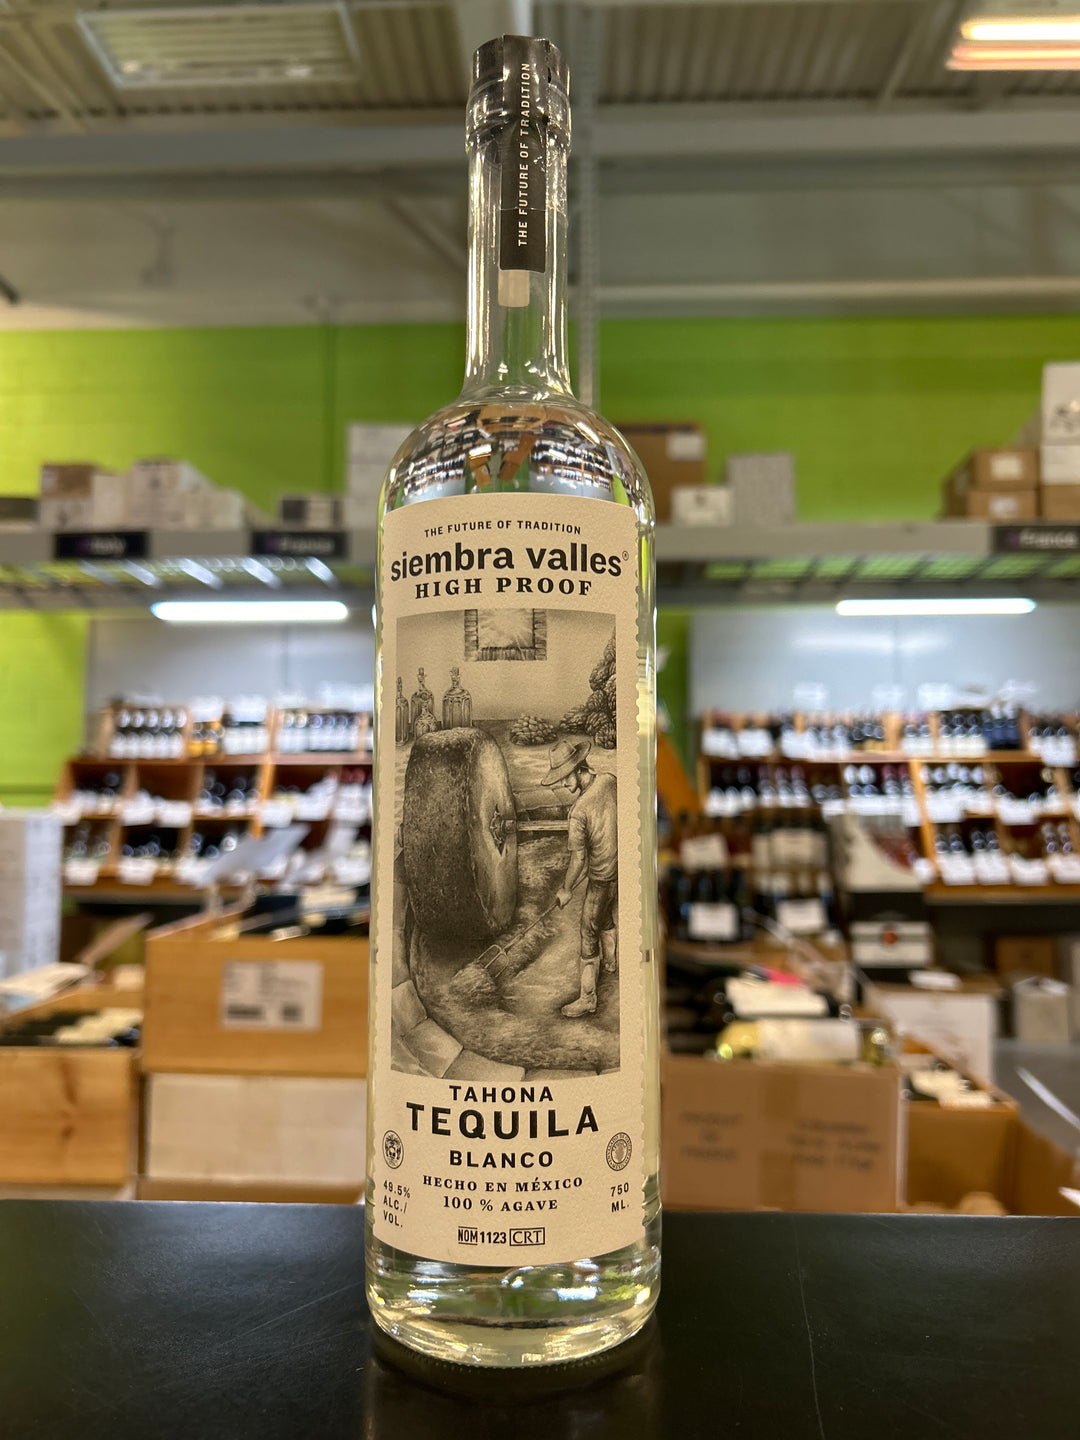 THE FUTURE OF TRADITION
Italy
France
France
THE FUTURE OF TRADITION
siembra valles®
HIGH PROOF
TAHONA
TEQUILA
BLANCO
HECHO EN MÉXICO
100 % AGAVE
49.5%
ALC./
VOL.
750
ML.
NOM 1123 CRT